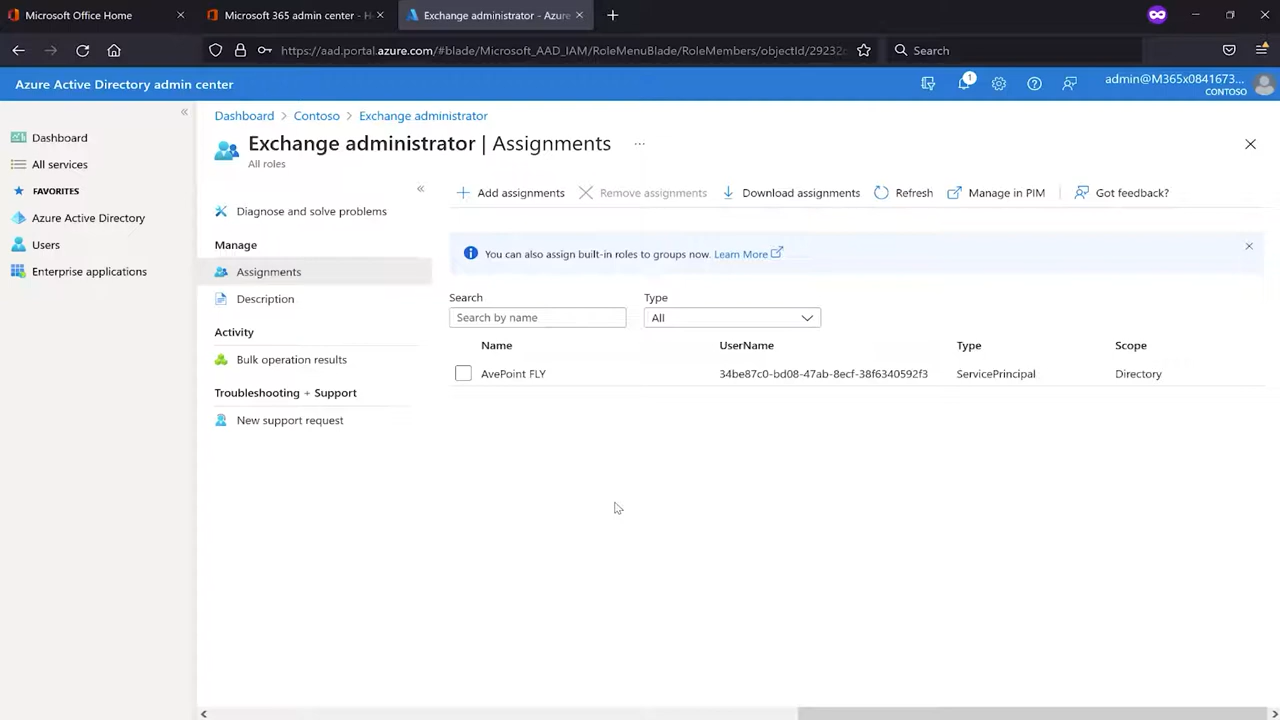 Microsoft Office Home
Microsoft 365 admin center - H
Exchange administrator - Azure
https://aad.portal.azure.com/#blade/Microsoft_AAD_IAM/RoleMenuBlade/RoleMembers/objectId/29232
Search
Azure Active Directory admin center
1
admin@M365x0841673...
CONTOSO
Dashboard
All services
FAVORITES
Azure Active Directory
Users
Enterprise applications
Dashboard > Contoso > Exchange administrator
Exchange administrator | Assignments ...
All roles
Diagnose and solve problems
Manage
Assignments
Description
Activity
Bulk operation results
Troubleshooting + Support
New support request
Add assignments
Remove assignments
Download assignments
Refresh
Manage in PIM
Got feedback?
You can also assign built-in roles to groups now. Learn More
Search
Type
Search by name
All
Name UserName Type Scope
AvePoint FLY 34be87c0-bd08-47ab-8ecf-38f6340592f3 ServicePrincipal Directory